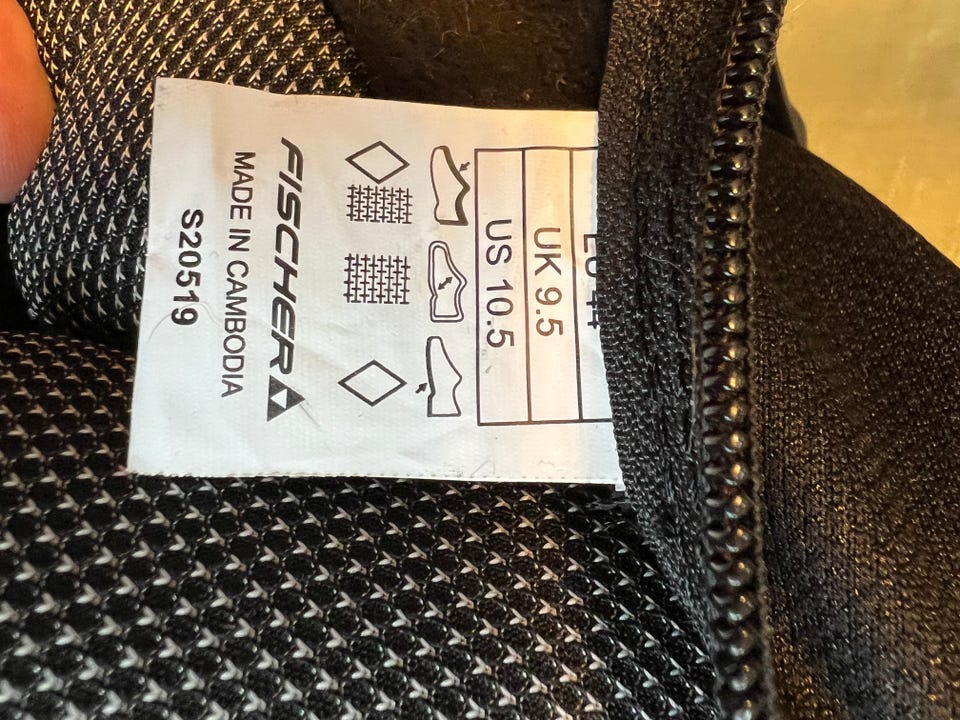 UK 9.5
US 10.5
FISCHER
MADE IN CAMBODIA
S20519